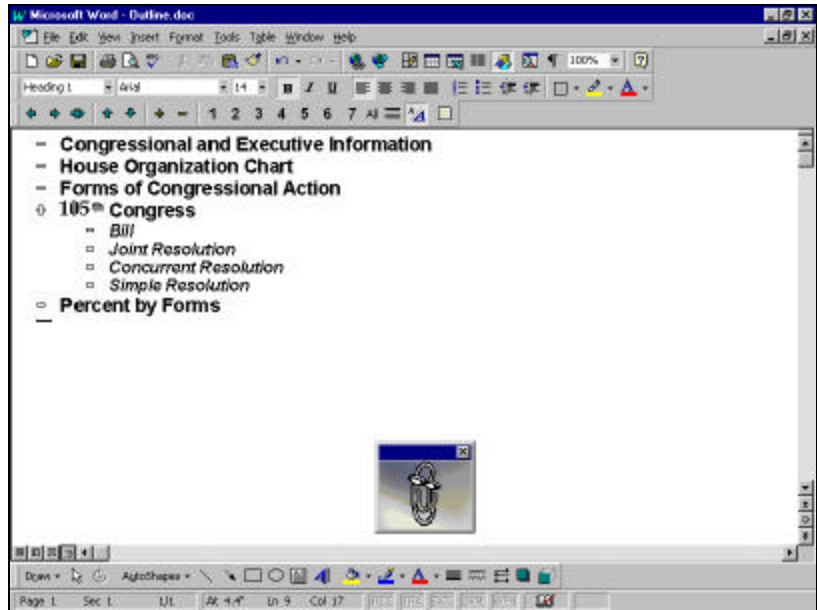 Microsoft Word - Outline.doc
File Edit View Insert Format Tools Table Window Help
100%
Heading 1 Arial 14 B I U
1 2 3 4 5 6 7 All
Congressional and Executive Information
House Organization Chart
Forms of Congressional Action
105th Congress
Bill
Joint Resolution
Concurrent Resolution
Simple Resolution
Percent by Forms
Draw AutoShapes
Page 1 Sec 1 1/1 At 4.4" Ln 9 Col 17